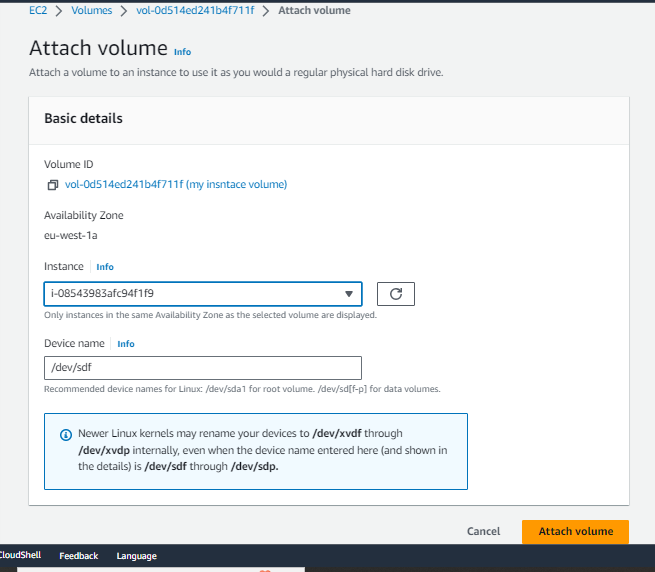 EC2 > Volumes > vol-0d514ed241b4f711f > Attach volume
Attach volume Info
Attach a volume to an instance to use it as you would a regular physical hard disk drive.
Basic details
Volume ID
vol-0d514ed241b4f711f (my insntace volume)
Availability Zone
eu-west-1a
Instance Info
i-08543983afc94f1f9
Only instances in the same Availability Zone as the selected volume are displayed.
Device name Info
/dev/sdf
Recommended device names for Linux: /dev/sda1 for root volume. /dev/sd[f-p] for data volumes.
Newer Linux kernels may rename your devices to /dev/xvdf through
/dev/xvdp internally, even when the device name entered here (and shown in
the details) is /dev/sdf through /dev/sdp.
Cancel Attach volume
CloudShell Feedback Language